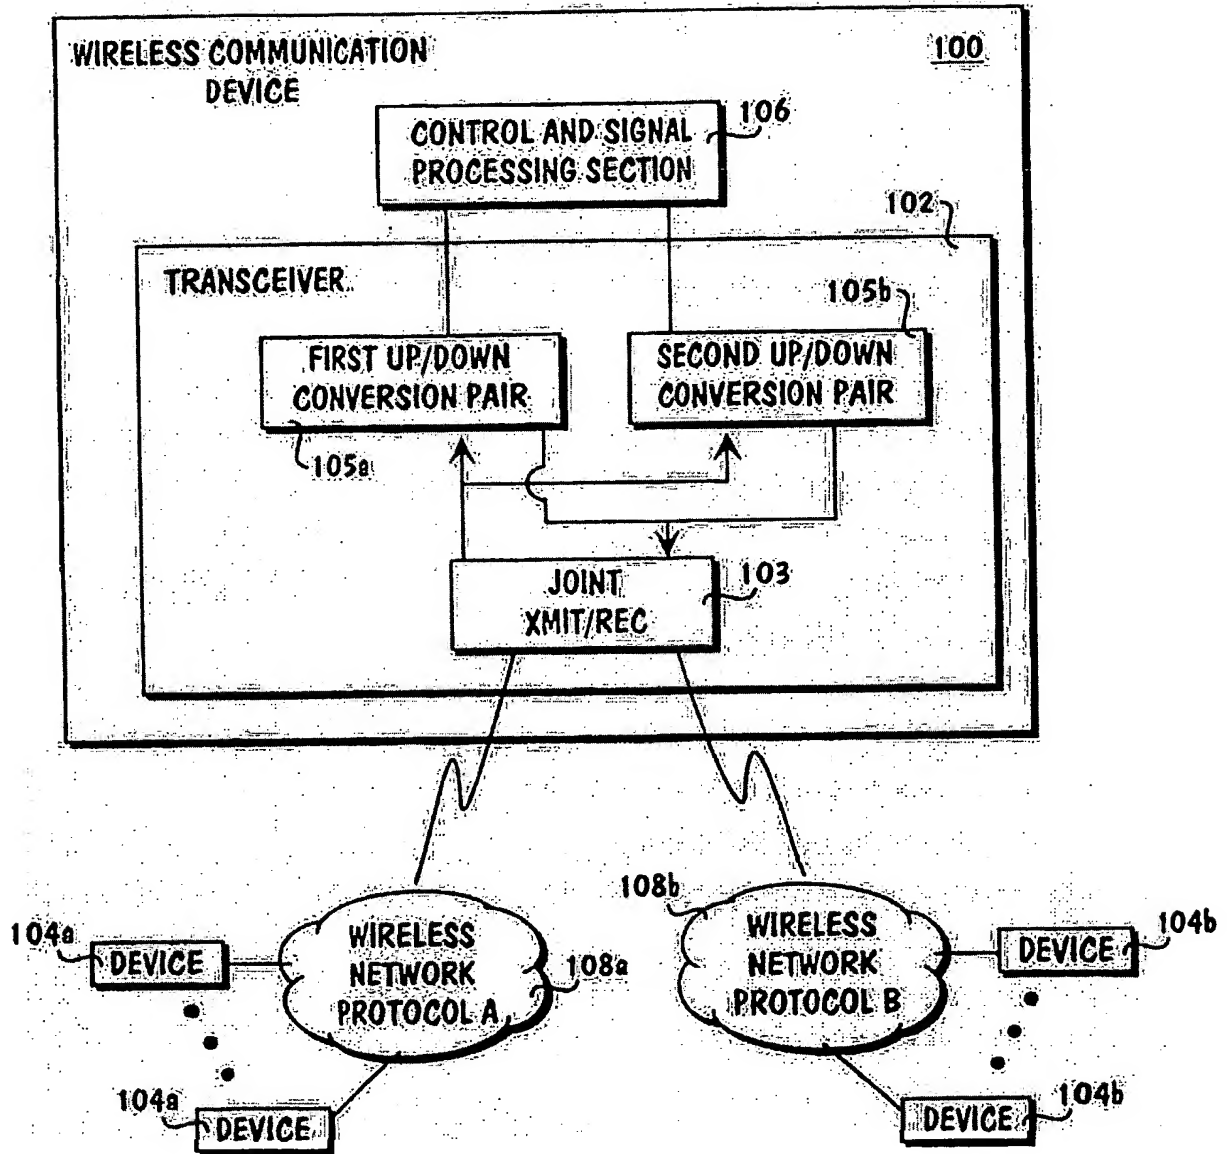 WIRELESS COMMUNICATION
DEVICE
100
CONTROL AND SIGNAL
PROCESSING SECTION
106
102
TRANSCEIVER
105b
FIRST UP/DOWN
CONVERSION PAIR
SECOND UP/DOWN
CONVERSION PAIR
105a
JOINT
XMIT/REC
103
108b
104a
DEVICE
WIRELESS
NETWORK
PROTOCOL A
108a
WIRELESS
NETWORK
PROTOCOL B
DEVICE
104b
104a
DEVICE
DEVICE
104b